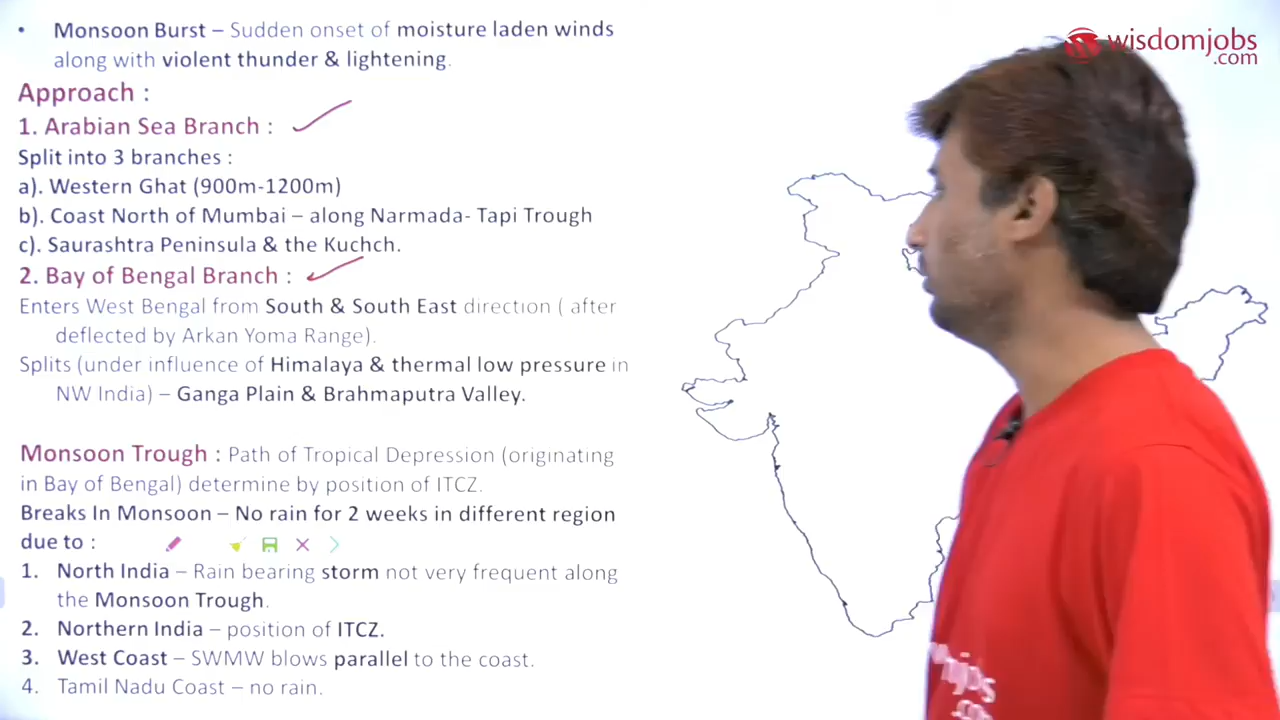 • Monsoon Burst – Sudden onset of moisture laden winds
along with violent thunder & lightening.
Approach :
1. Arabian Sea Branch :
Split into 3 branches :
a). Western Ghat (900m-1200m)
b). Coast North of Mumbai – along Narmada- Tapi Trough
c). Saurashtra Peninsula & the Kuchch.
2. Bay of Bengal Branch :
Enters West Bengal from South & South East direction ( after
deflected by Arkan Yoma Range).
Splits (under influence of Himalaya & thermal low pressure in
NW India) – Ganga Plain & Brahmaputra Valley.
Monsoon Trough : Path of Tropical Depression (originating
in Bay of Bengal) determine by position of ITCZ.
Breaks In Monsoon – No rain for 2 weeks in different region
due to :
1. North India – Rain bearing storm not very frequent along
the Monsoon Trough.
2. Northern India – position of ITCZ.
3. West Coast – SWMW blows parallel to the coast.
4. Tamil Nadu Coast – no rain.
wisdomjobs
.com